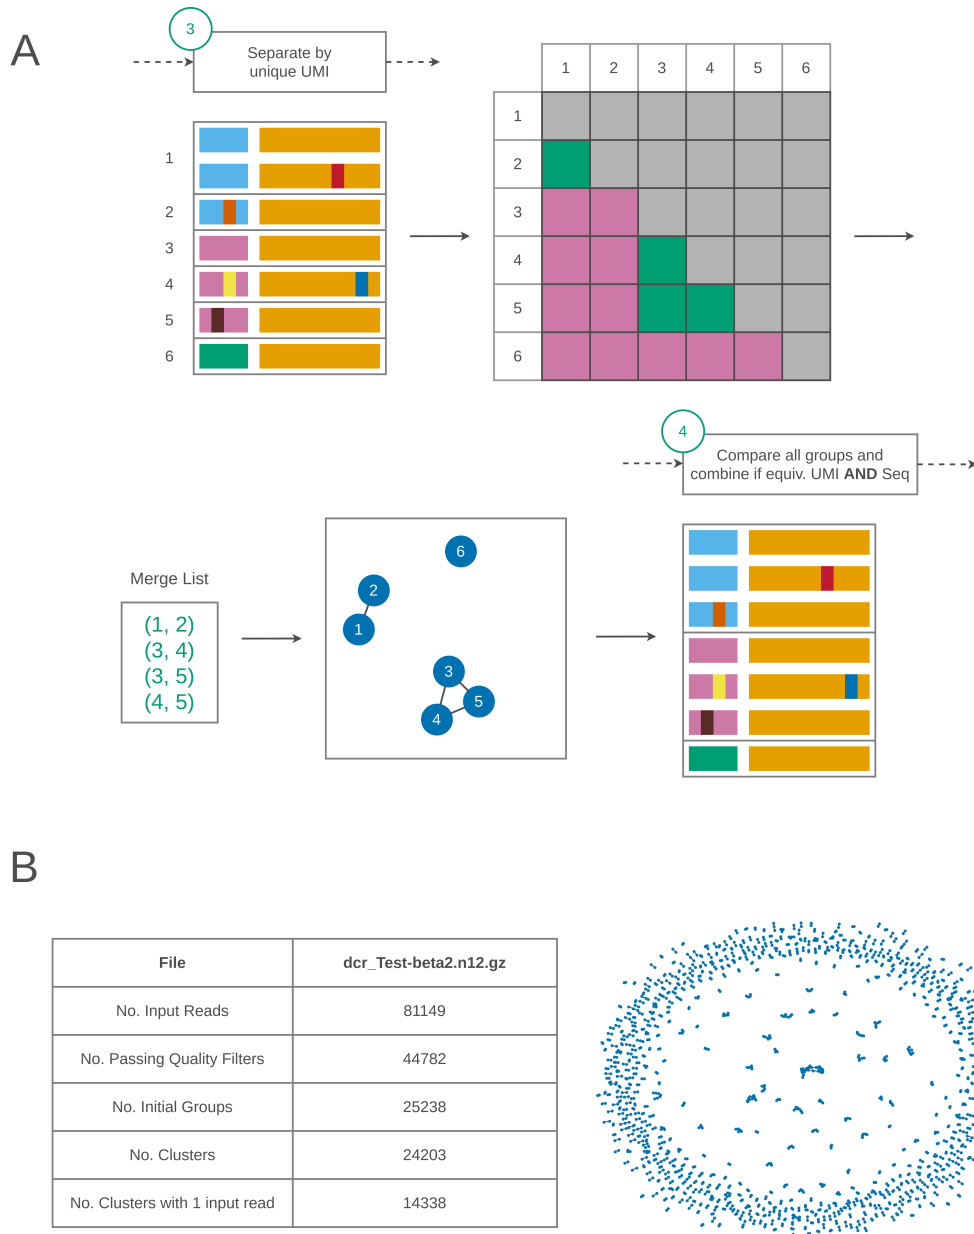 A
3
Separate by
unique UMI
1
2
3
4
5
6
1 2 3 4 5 6
1
2
3
4
5
6
4
Compare all groups and
combine if equiv. UMI AND Seq
Merge List
(1, 2)
(3, 4)
(3, 5)
(4, 5)
6
2
1
3
5
4
B
File dcr_Test-beta2.n12.gz
No. Input Reads 81149
No. Passing Quality Filters 44782
No. Initial Groups 25238
No. Clusters 24203
No. Clusters with 1 input read 14338